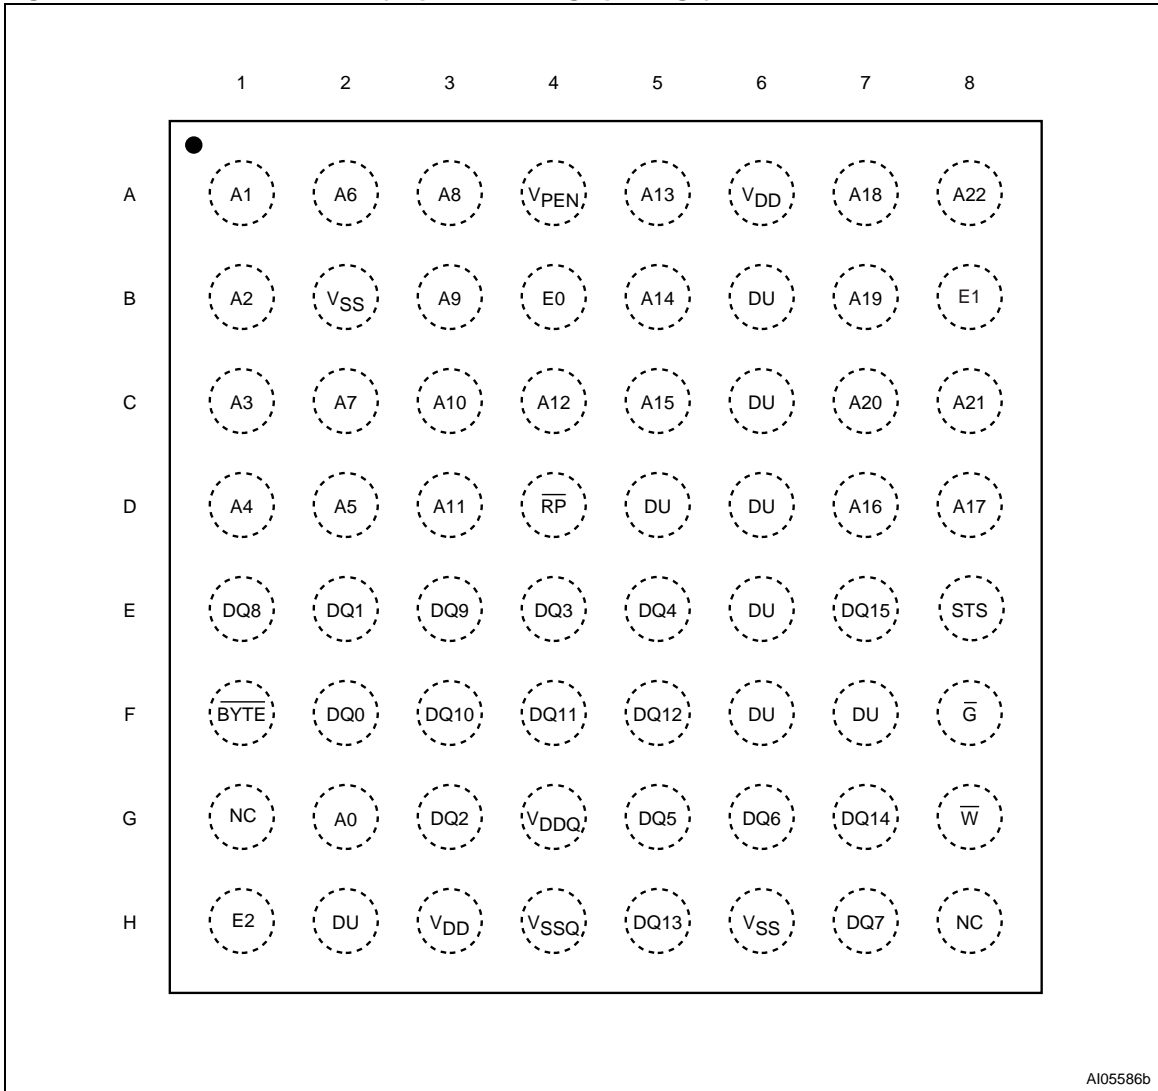 1 2 3 4 5 6 7 8
A A1 A6 A8 VPEN A13 VDD A18 A22
B A2 VSS A9 E0 A14 DU A19 E1
C A3 A7 A10 A12 A15 DU A20 A21
D A4 A5 A11 R̅P̅ DU DU A16 A17
E DQ8 DQ1 DQ9 DQ3 DQ4 DU DQ15 STS
F B̅Y̅T̅E̅ DQ0 DQ10 DQ11 DQ12 DU DU G̅
G NC A0 DQ2 VDDQ DQ5 DQ6 DQ14 W̅
H E2 DU VDD VSSQ DQ13 VSS DQ7 NC
AI05586b